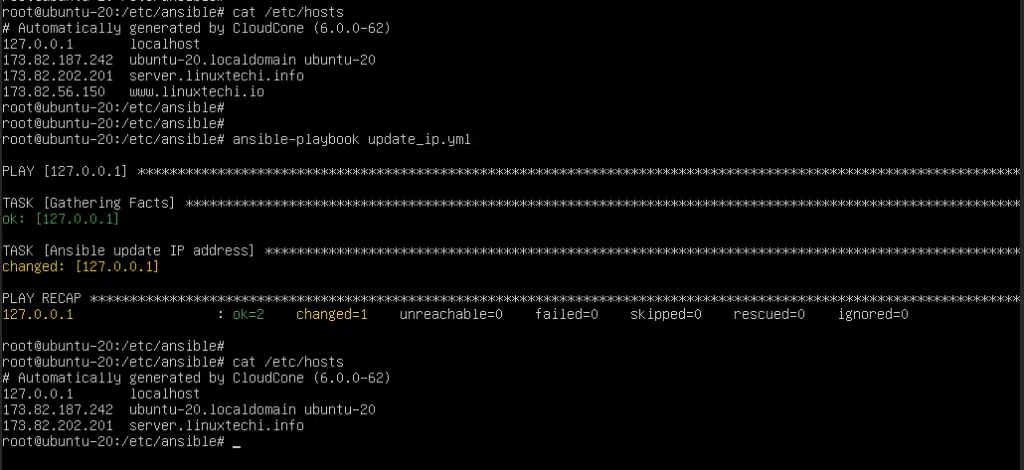 root@ubuntu-20:/etc/ansible# cat /etc/hosts
# Automatically generated by CloudCone (6.0.0-62)
127.0.0.1       localhost
173.82.187.242  ubuntu-20.localdomain ubuntu-20
173.82.202.201  server.linuxtechi.info
173.82.56.150   www.linuxtechi.io
root@ubuntu-20:/etc/ansible#
root@ubuntu-20:/etc/ansible#
root@ubuntu-20:/etc/ansible# ansible-playbook update_ip.yml
PLAY [127.0.0.1] ***************************************************************************************************************
TASK [Gathering Facts] *********************************************************************************************************
ok: [127.0.0.1]
TASK [Ansible update IP address] ***********************************************************************************************
changed: [127.0.0.1]
PLAY RECAP *********************************************************************************************************************
127.0.0.1                  : ok=2    changed=1    unreachable=0    failed=0    skipped=0    rescued=0    ignored=0
root@ubuntu-20:/etc/ansible#
root@ubuntu-20:/etc/ansible# cat /etc/hosts
# Automatically generated by CloudCone (6.0.0-62)
127.0.0.1       localhost
173.82.187.242  ubuntu-20.localdomain ubuntu-20
173.82.202.201  server.linuxtechi.info
root@ubuntu-20:/etc/ansible# _